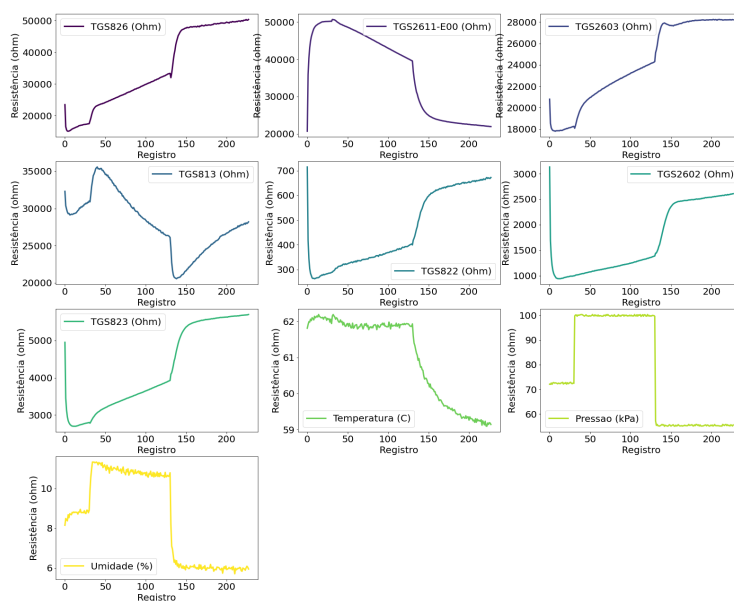 TGS826 (Ohm)
Resistência (ohm)
50000
40000
30000
20000
0 50 100 150 200
Registro
TGS2611-E00 (Ohm)
Resistência (ohm)
50000
40000
30000
20000
0 50 100 150 200
Registro
TGS2603 (Ohm)
Resistência (ohm)
28000
26000
24000
22000
20000
18000
0 50 100 150 200
Registro
TGS813 (Ohm)
Resistência (ohm)
35000
30000
25000
20000
0 50 100 150 200
Registro
TGS822 (Ohm)
Resistência (ohm)
700
600
500
400
300
0 50 100 150 200
Registro
TGS2602 (Ohm)
Resistência (ohm)
3000
2500
2000
1500
1000
0 50 100 150 200
Registro
TGS823 (Ohm)
Resistência (ohm)
5000
4000
3000
0 50 100 150 200
Registro
Temperatura (C)
Resistência (ohm)
62
61
60
59
0 50 100 150 200
Registro
Pressao (kPa)
Resistência (ohm)
100
90
80
70
60
0 50 100 150 200
Registro
Umidade (%)
Resistência (ohm)
10
8
6
0 50 100 150 200
Registro